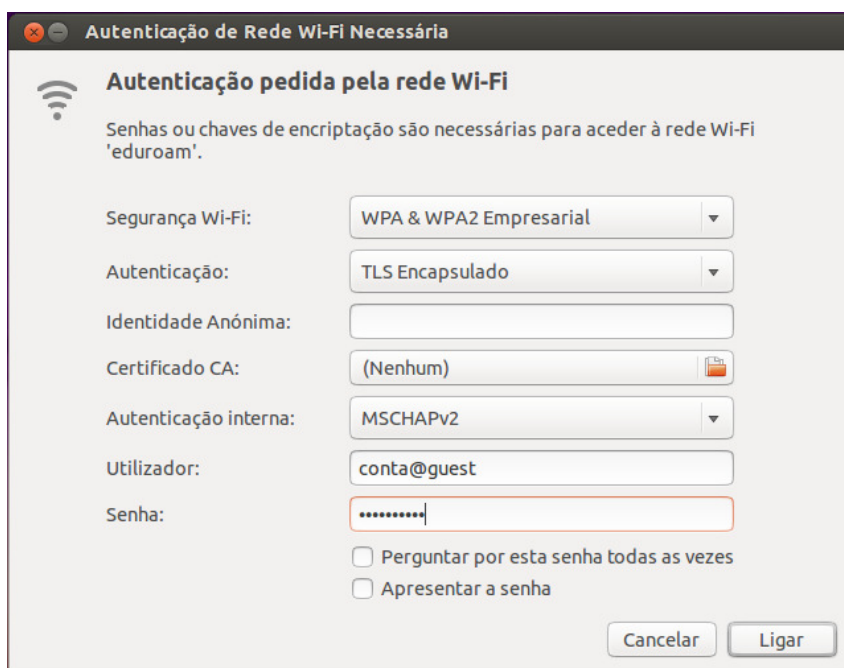 Autenticação de Rede Wi-Fi Necessária
Autenticação pedida pela rede Wi-Fi
Senhas ou chaves de encriptação são necessárias para aceder à rede Wi-Fi
'eduroam'.
Segurança Wi-Fi: WPA & WPA2 Empresarial
Autenticação: TLS Encapsulado
Identidade Anónima:
Certificado CA: (Nenhum)
Autenticação interna: MSCHAPv2
Utilizador: conta@guest
Senha: ••••••••••
Perguntar por esta senha todas as vezes
Apresentar a senha
Cancelar Ligar